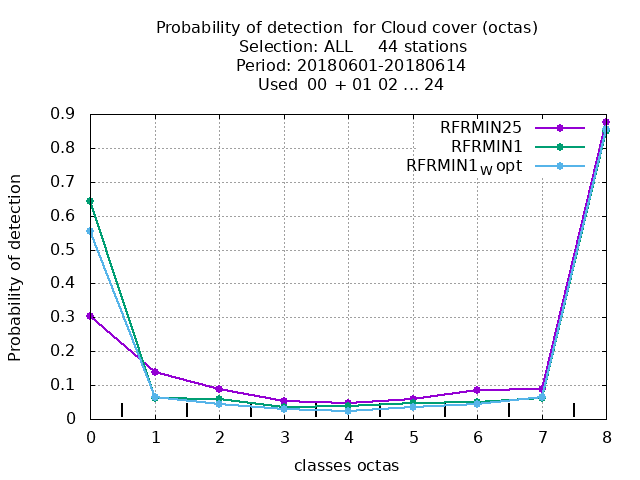 Probability of detection  for Cloud cover (octas)
Selection: ALL     44 stations
Period: 20180601-20180614
Used  00 + 01 02 ... 24
RFRMIN25
RFRMIN1
RFRMIN1W opt
Probability of detection
0.9
0.8
0.7
0.6
0.5
0.4
0.3
0.2
0.1
0
0 1 2 3 4 5 6 7 8
classes octas